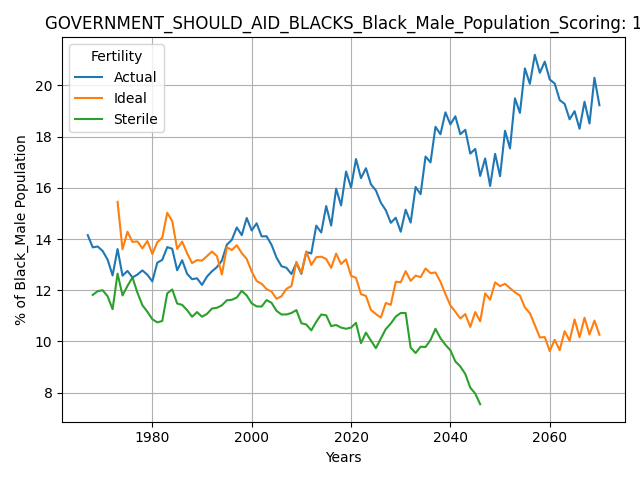 GOVERNMENT_SHOULD_AID_BLACKS_Black_Male_Population_Scoring: 1
Fertility
Actual
Ideal
Sterile
% of Black_Male Population
20
18
16
14
12
10
8
1980
2000
2020
2040
2060
Years